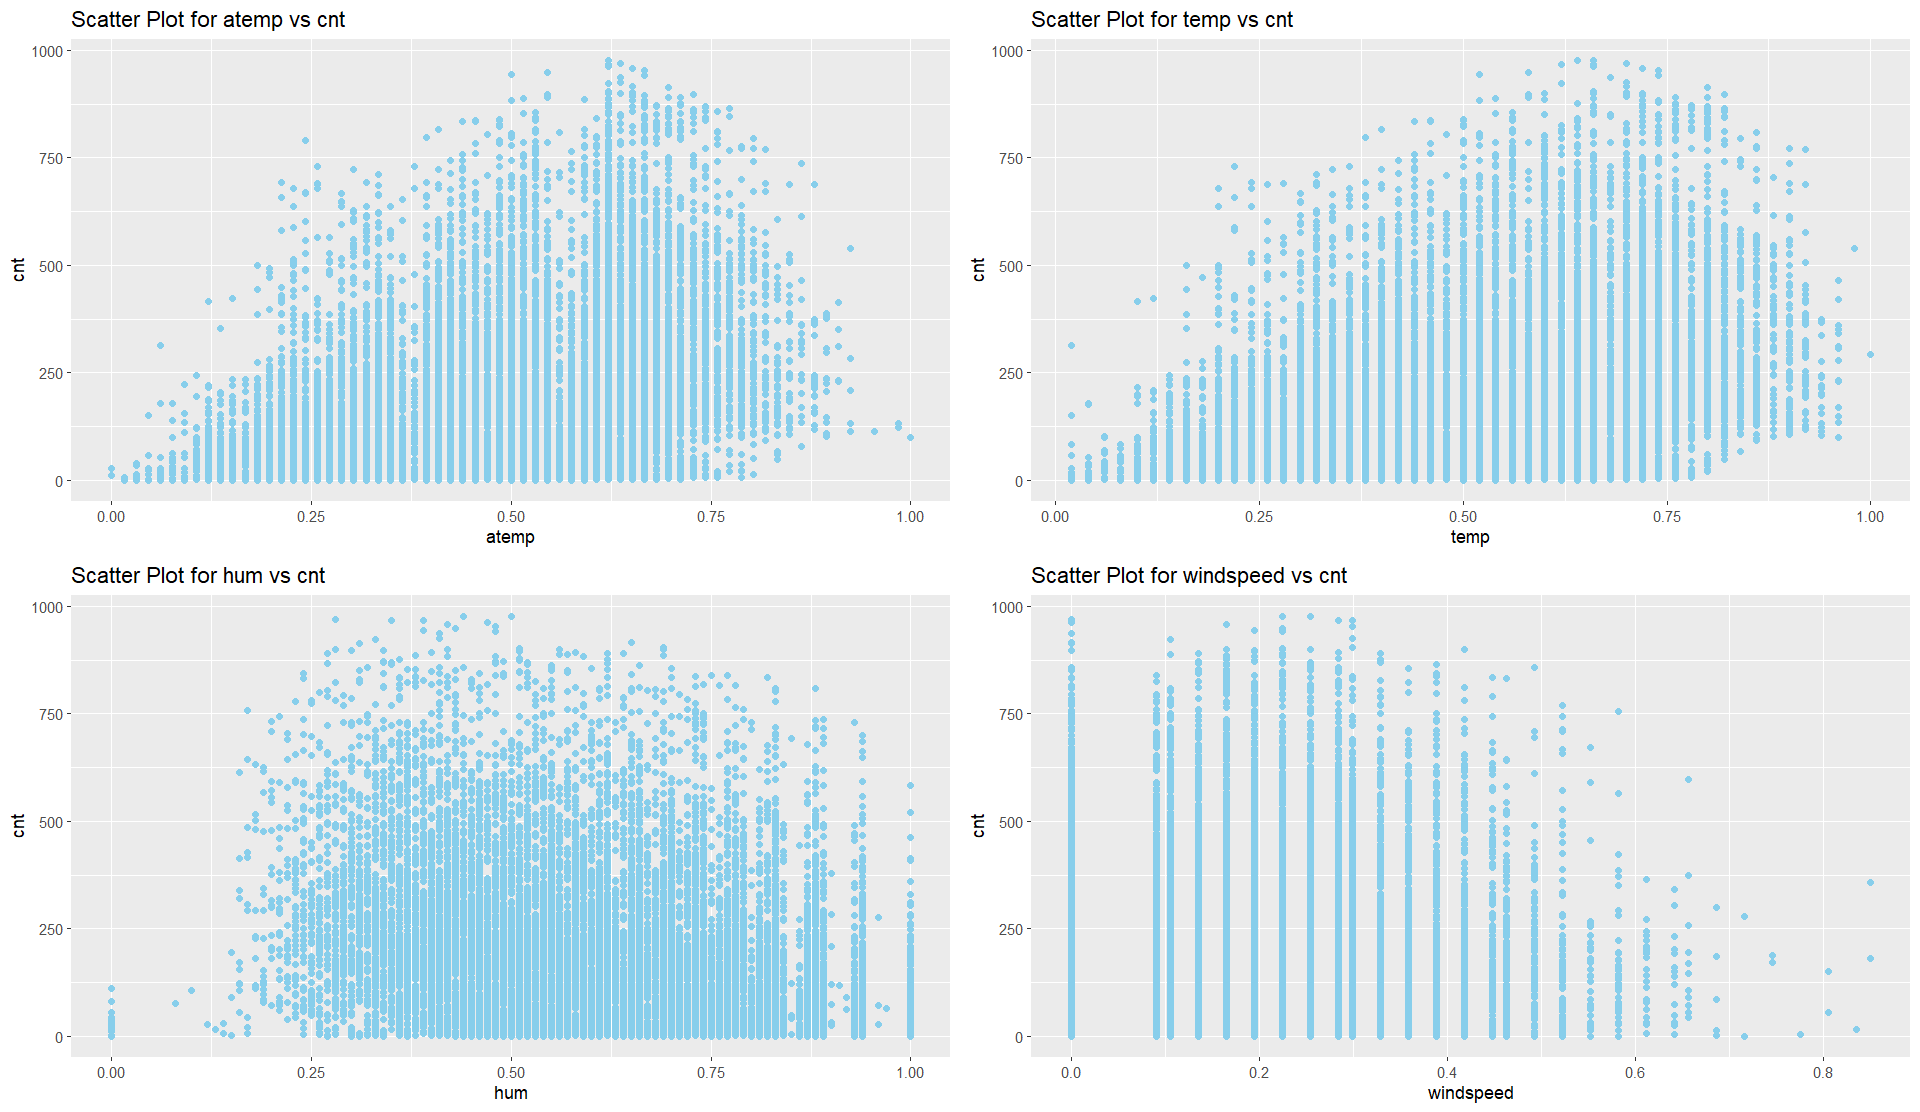 Scatter Plot for atemp vs cnt
1000
750
500
250
0
cnt
0.00 0.25 0.50 0.75 1.00
atemp
Scatter Plot for temp vs cnt
1000
750
500
250
0
cnt
0.00 0.25 0.50 0.75 1.00
temp
Scatter Plot for hum vs cnt
1000
750
500
250
0
cnt
0.00 0.25 0.50 0.75 1.00
hum
Scatter Plot for windspeed vs cnt
1000
750
500
250
0
cnt
0.0 0.2 0.4 0.6 0.8
windspeed